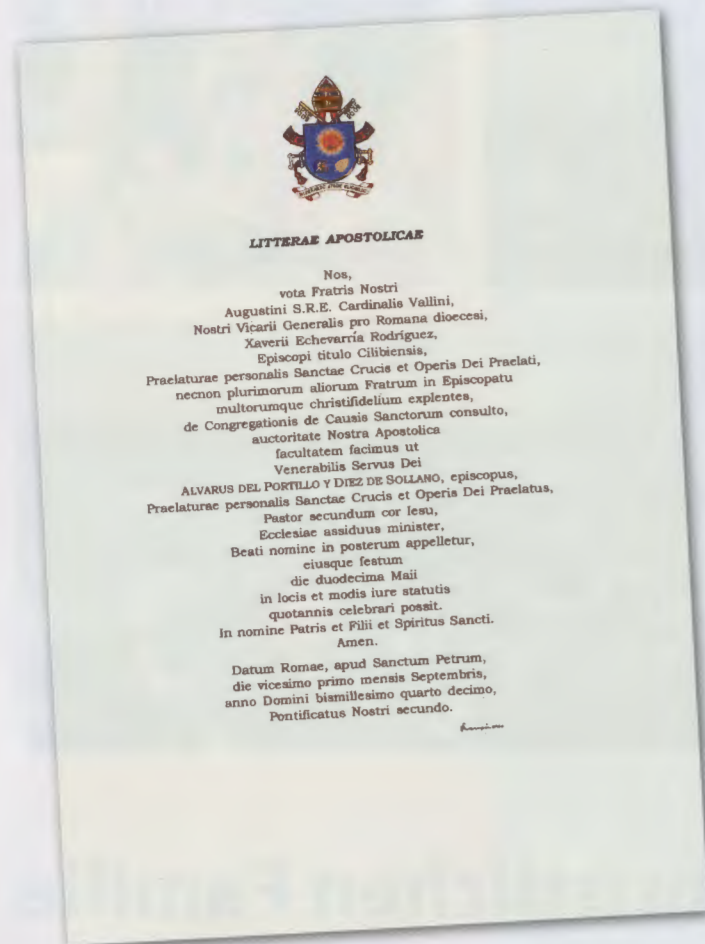 LITTERAE APOSTOLICAE
Nos,
vota Fratris Nostri
Augustini S.R.E. Cardinalis Vallini,
Nostri Vicarii Generalis pro Romana dioecesi,
Xaverii Echevarría Rodríguez,
Episcopi titulo Cilibiensis,
Praelaturae personalis Sanctae Crucis et Operis Dei Praelati,
necnon plurimorum aliorum Fratrum in Episcopatu
multorumque christifidelium explentes,
de Congregationis de Causis Sanctorum consulto,
auctoritate Nostra Apostolica
facultatem facimus ut
Venerabilis Servus Dei
ALVARUS DEL PORTILLO Y DIEZ DE SOLLANO, episcopus,
Praelaturae personalis Sanctae Crucis et Operis Dei Praelatus,
Pastor secundum cor Iesu,
Ecclesiae assiduus minister,
Beati nomine in posterum appelletur,
eiusque festum
die duodecima Maii
in locis et modis iure statutis
quotannis celebrari possit.
In nomine Patris et Filii et Spiritus Sancti.
Amen.
Datum Romae, apud Sanctum Petrum,
die vicesimo primo mensis Septembris,
anno Domini bismillesimo quarto decimo,
Pontificatus Nostri secundo.